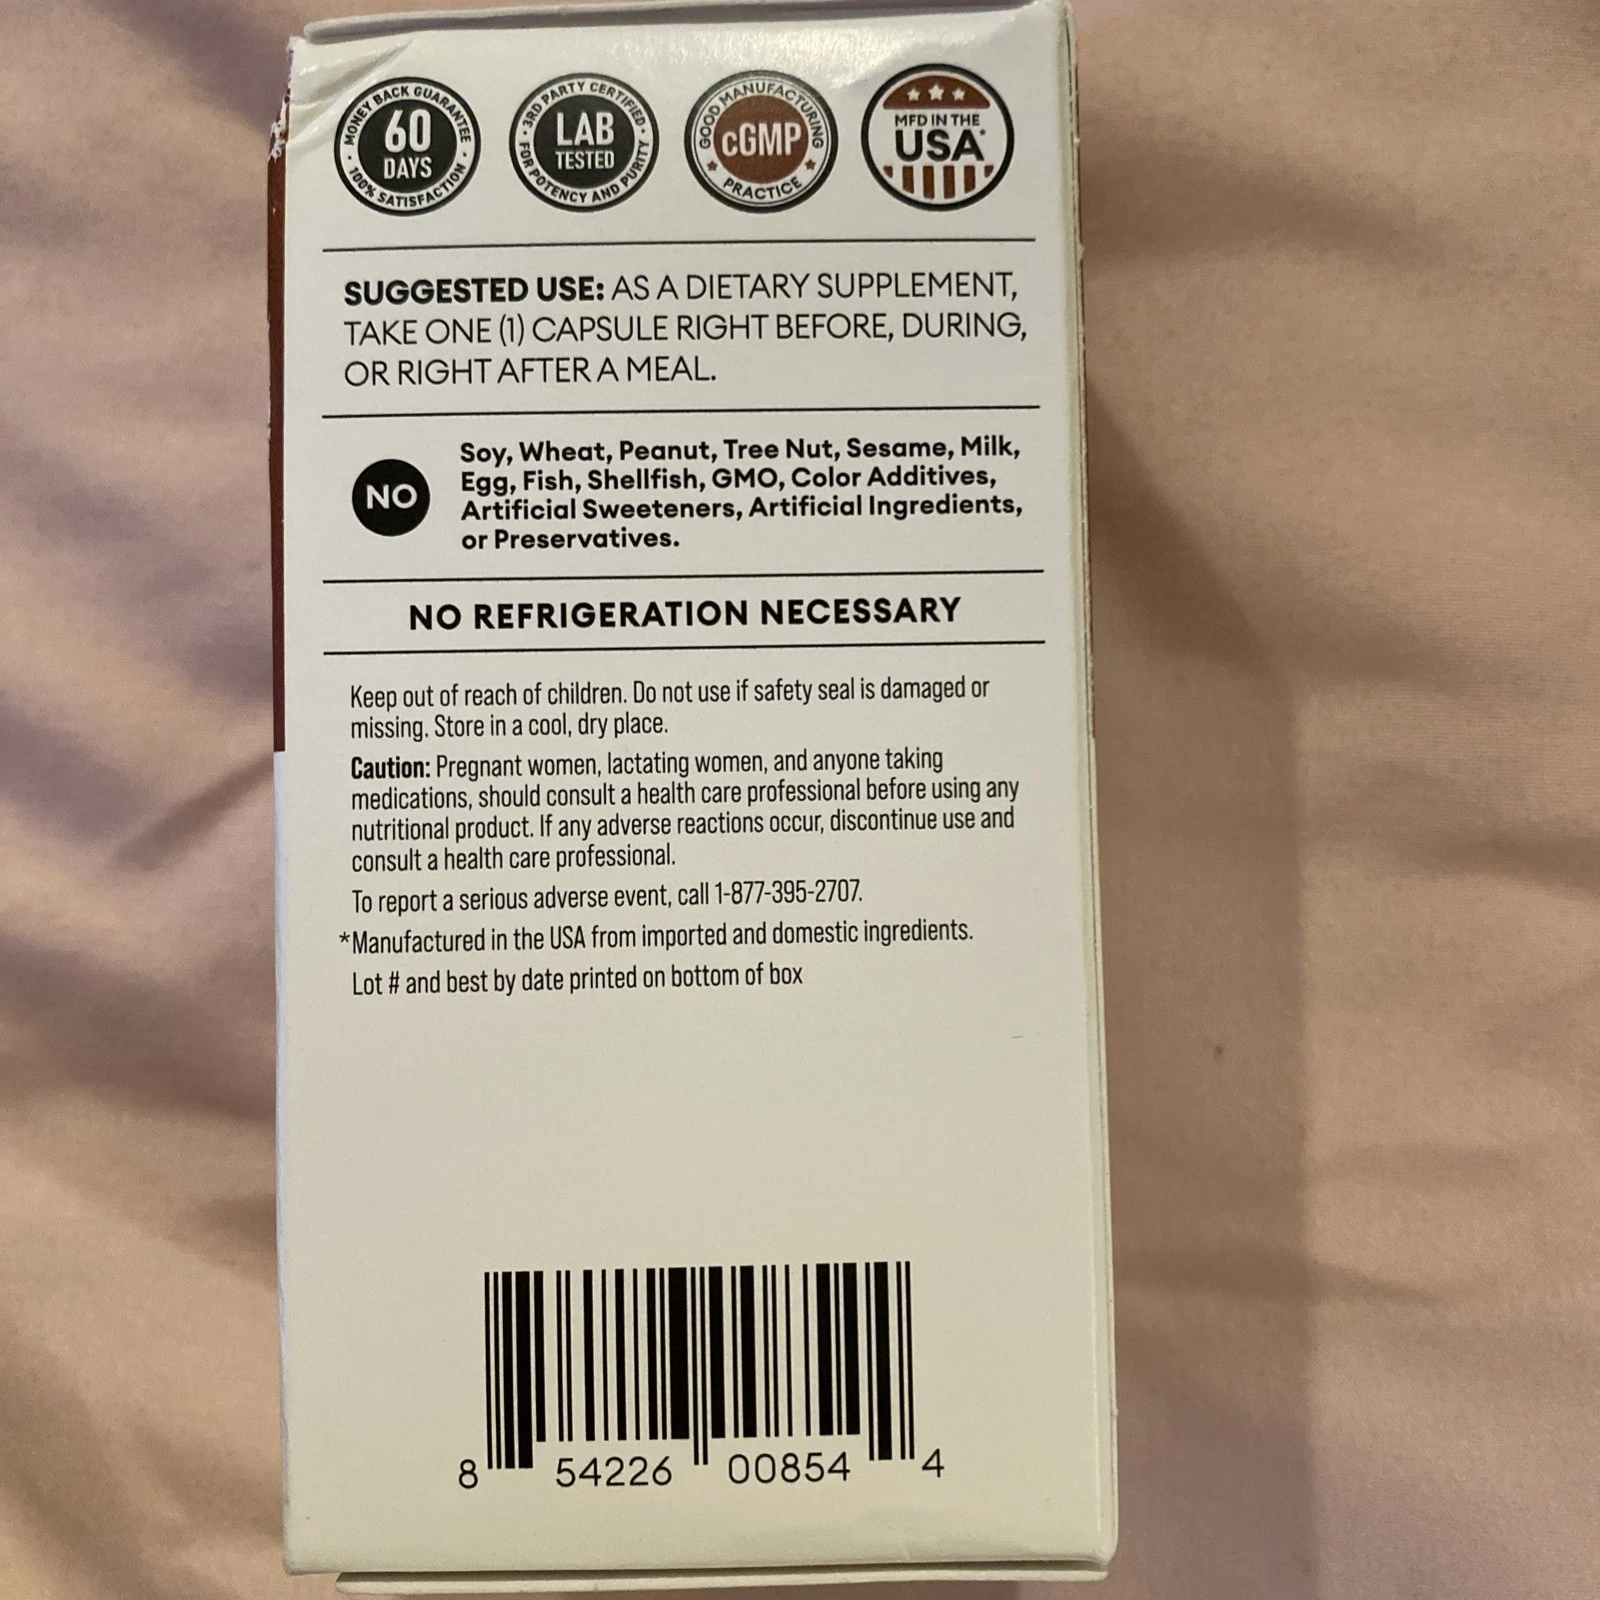 MONEY BACK GUARANTEE
60
DAYS
100% SATISFACTION
3RD PARTY CERTIFIED
LAB
TESTED
FOR POTENCY AND PURITY
GOOD MANUFACTURING
cGMP
PRACTICE
MFD IN THE
USA*
SUGGESTED USE: AS A DIETARY SUPPLEMENT,
TAKE ONE (1) CAPSULE RIGHT BEFORE, DURING,
OR RIGHT AFTER A MEAL.
NO
Soy, Wheat, Peanut, Tree Nut, Sesame, Milk,
Egg, Fish, Shellfish, GMO, Color Additives,
Artificial Sweeteners, Artificial Ingredients,
or Preservatives.
NO REFRIGERATION NECESSARY
Keep out of reach of children. Do not use if safety seal is damaged or
missing. Store in a cool, dry place.
Caution: Pregnant women, lactating women, and anyone taking
medications, should consult a health care professional before using any
nutritional product. If any adverse reactions occur, discontinue use and
consult a health care professional.
To report a serious adverse event, call 1-877-395-2707.
*Manufactured in the USA from imported and domestic ingredients.
Lot # and best by date printed on bottom of box
8 54226 00854 4